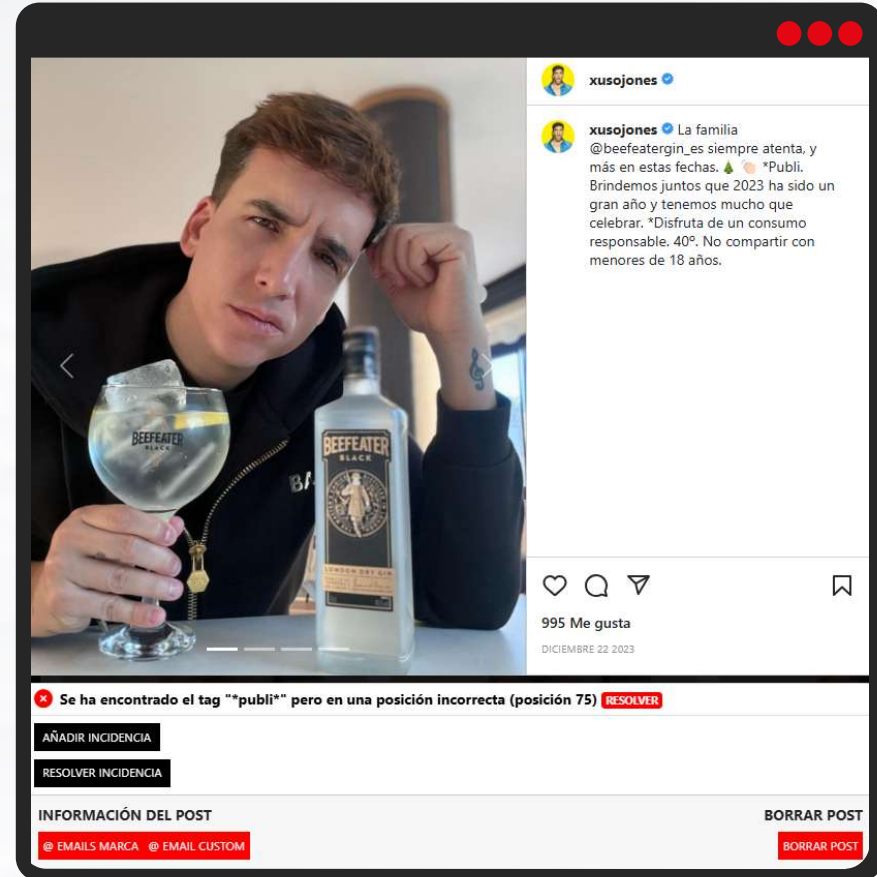 xusojones
xusojones La familia
@beefeatergin_es siempre atenta, y
más en estas fechas. 🎄 👏🏻 *Publi.
Brindemos juntos que 2023 ha sido un
gran año y tenemos mucho que
celebrar. *Disfruta de un consumo
responsable. 40º. No compartir con
menores de 18 años.
BEEFEATER
BLACK
BEEFEATER
BLACK
LONDON DRY GIN
995 Me gusta
DICIEMBRE 22 2023
Se ha encontrado el tag "*publi*" pero en una posición incorrecta (posición 75) RESOLVER
AÑADIR INCIDENCIA
RESOLVER INCIDENCIA
INFORMACIÓN DEL POST
BORRAR POST
@ EMAILS MARCA @ EMAIL CUSTOM
BORRAR POST